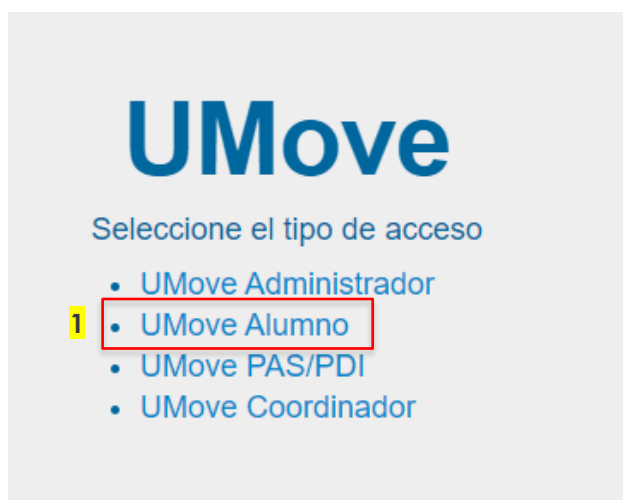 UMove
Seleccione el tipo de acceso
• UMove Administrador
1 • UMove Alumno
• UMove PAS/PDI
• UMove Coordinador